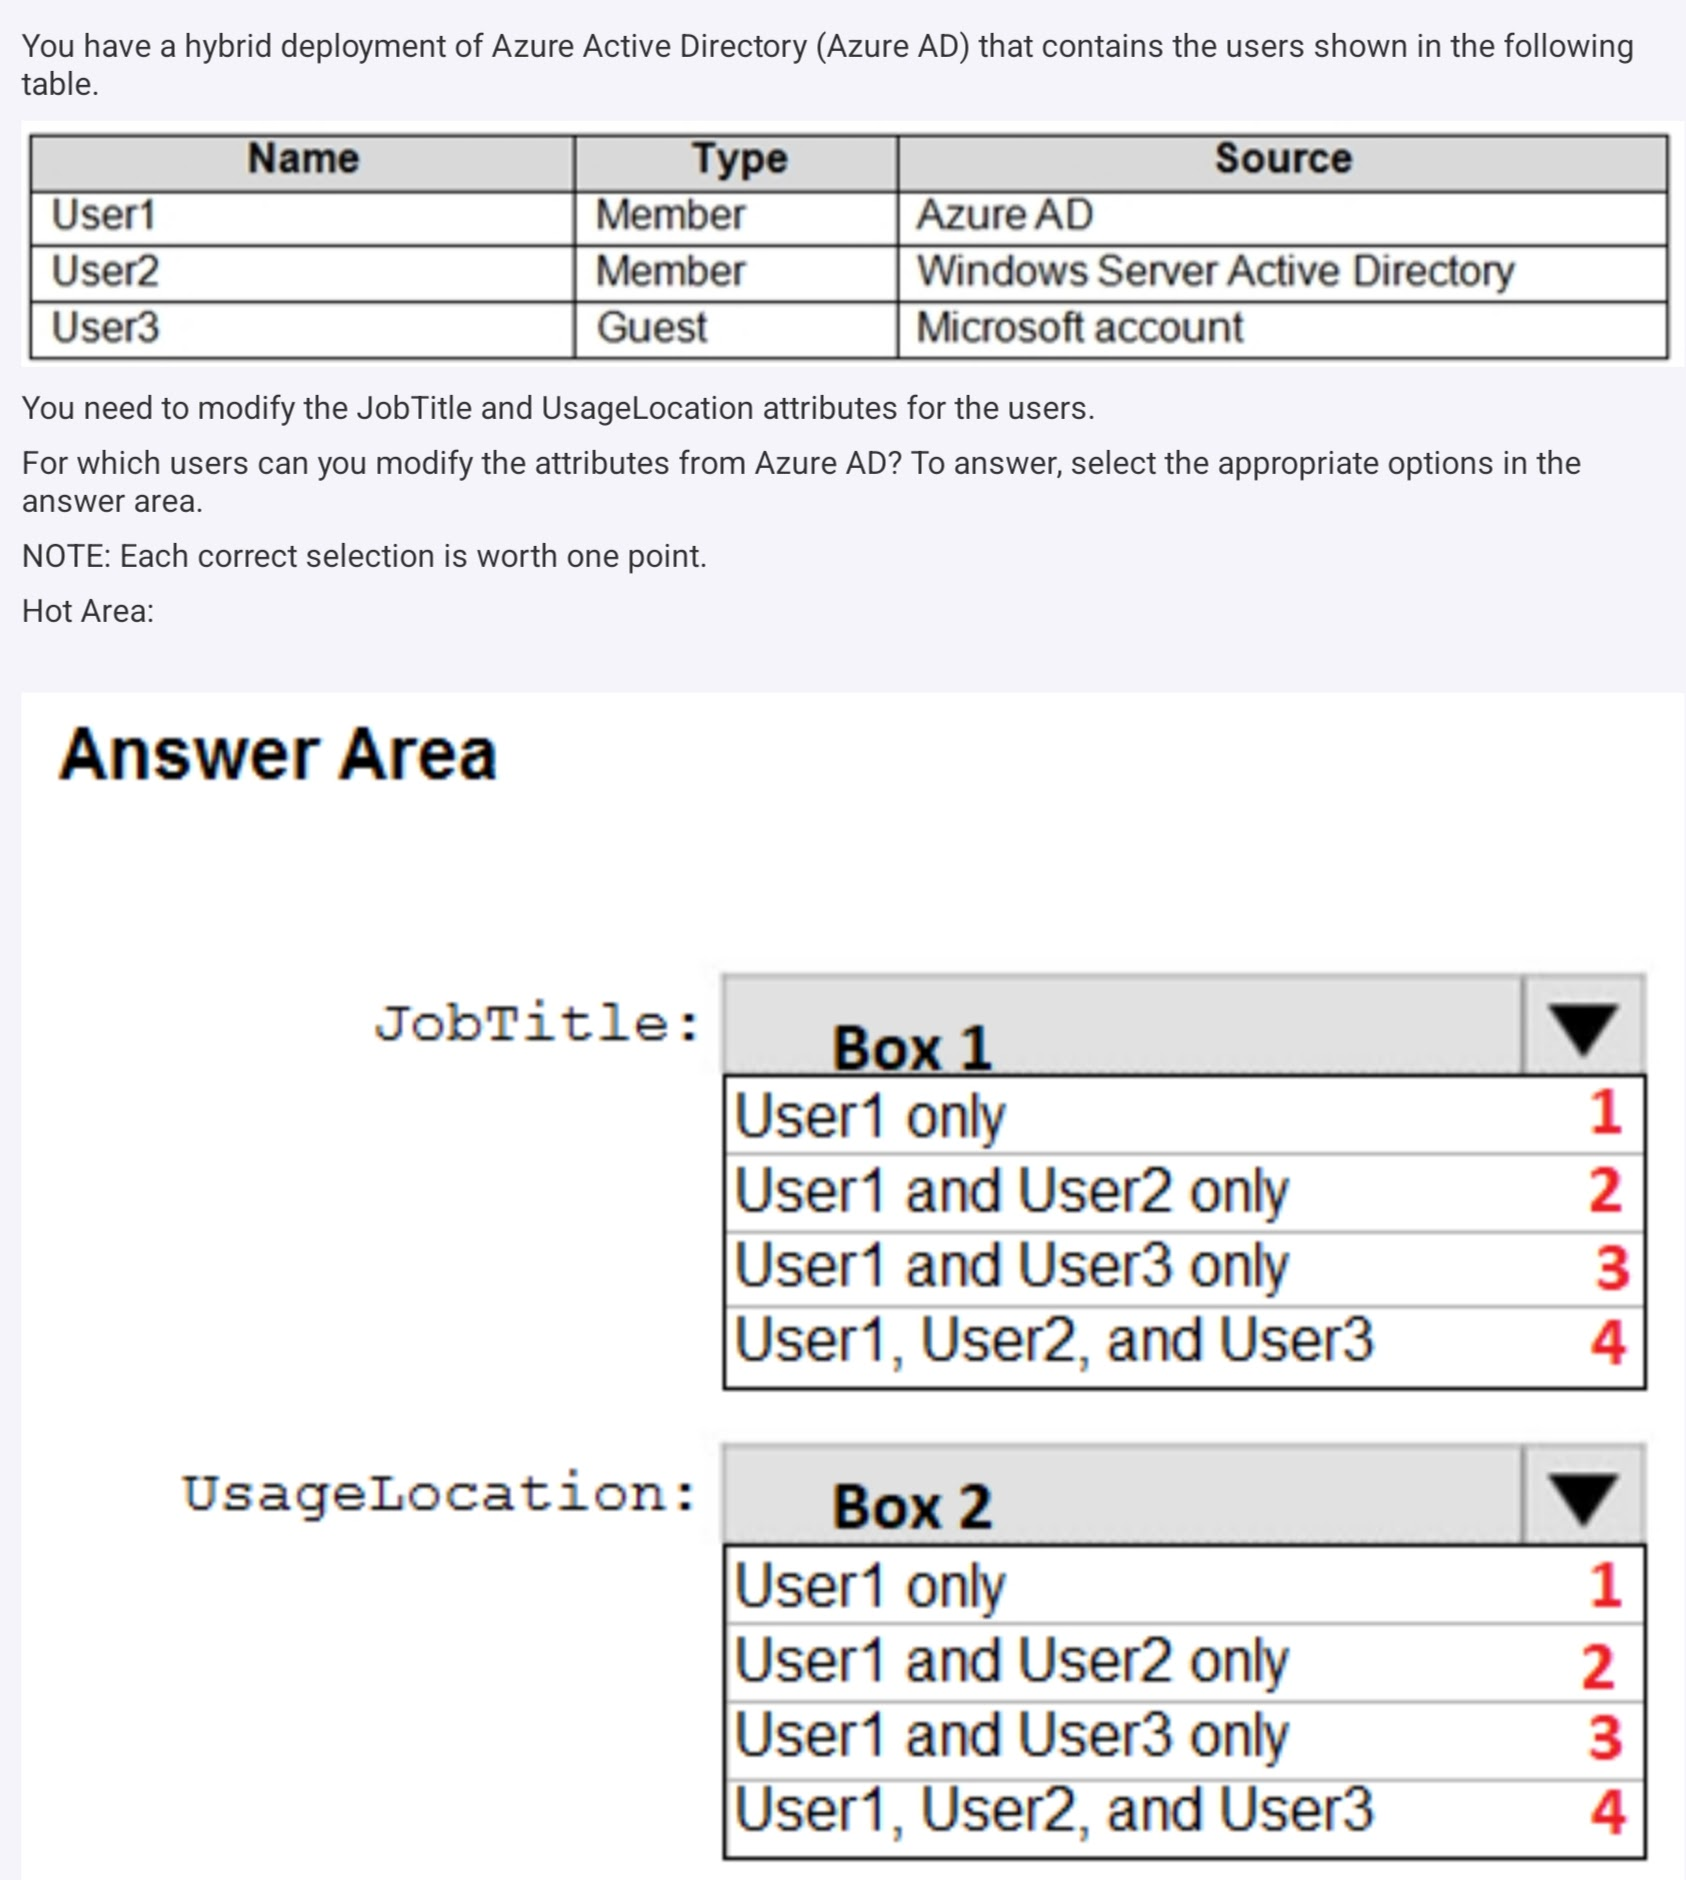 You have a hybrid deployment of Azure Active Directory (Azure AD) that contains the users shown in the following
table.
Name Type Source
User1 Member Azure AD
User2 Member Windows Server Active Directory
User3 Guest Microsoft account
You need to modify the JobTitle and UsageLocation attributes for the users.
For which users can you modify the attributes from Azure AD? To answer, select the appropriate options in the
answer area.
NOTE: Each correct selection is worth one point.
Hot Area:
Answer Area
JobTitle: Box 1
User1 only 1
User1 and User2 only 2
User1 and User3 only 3
User1, User2, and User3 4
UsageLocation: Box 2
User1 only 1
User1 and User2 only 2
User1 and User3 only 3
User1, User2, and User3 4